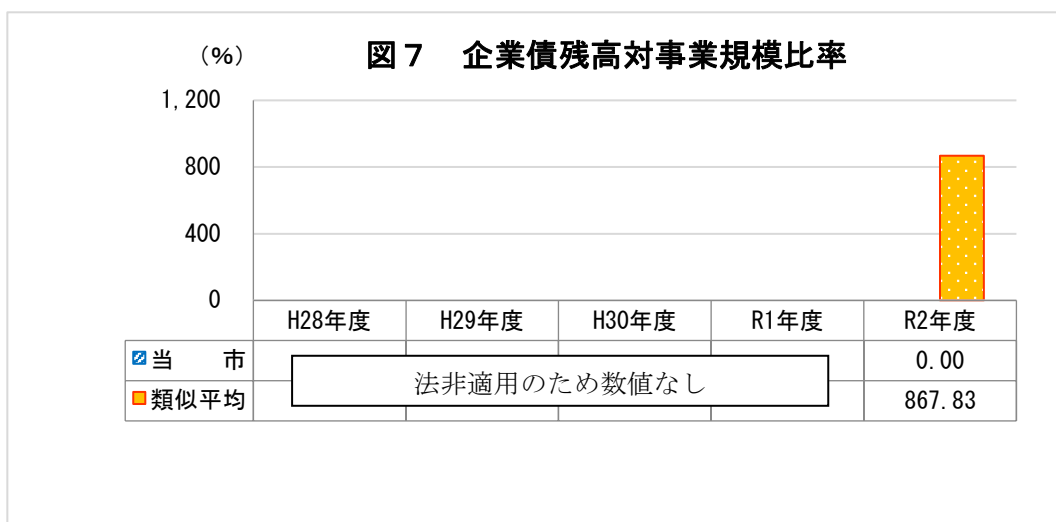 (%)
図７　企業債残高対事業規模比率
1,200
800
400
0
H28年度 H29年度 H30年度 R1年度 R2年度
当　市 0.00
法非適用のため数値なし
類似平均 867.83